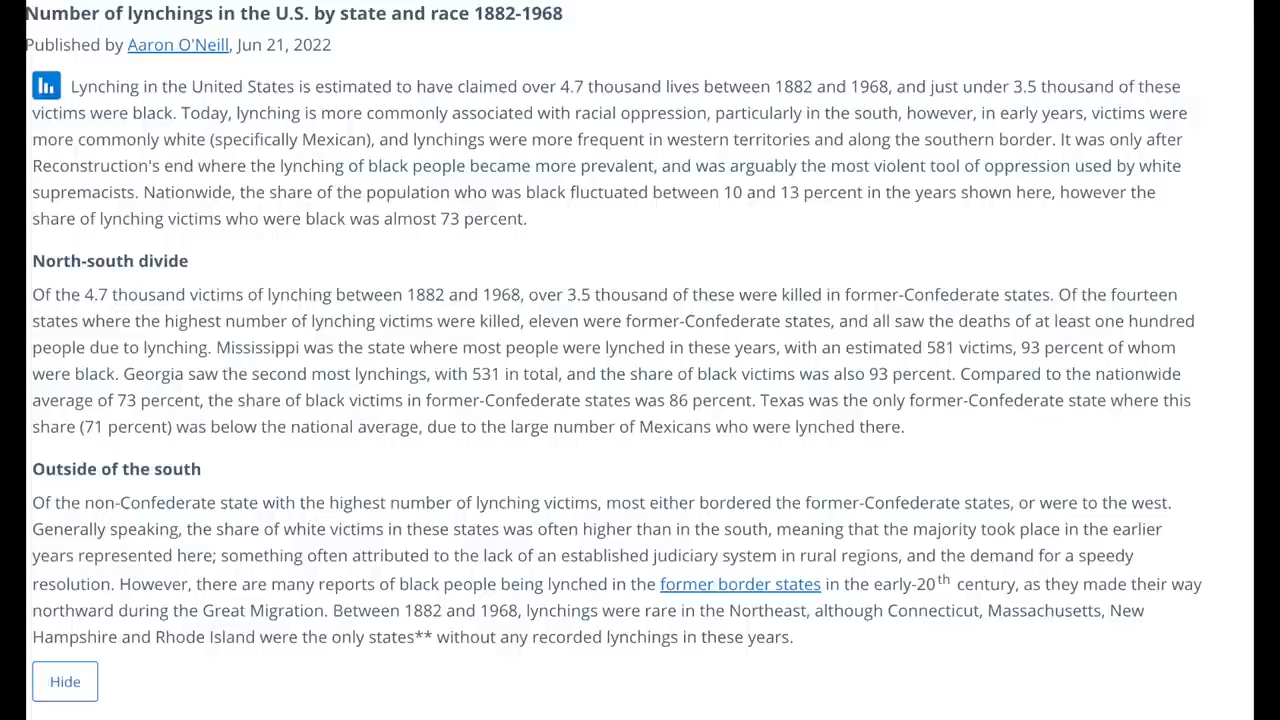 Number of lynchings in the U.S. by state and race 1882-1968
Published by Aaron O'Neill, Jun 21, 2022
Lynching in the United States is estimated to have claimed over 4.7 thousand lives between 1882 and 1968, and just under 3.5 thousand of these
victims were black. Today, lynching is more commonly associated with racial oppression, particularly in the south, however, in early years, victims were
more commonly white (specifically Mexican), and lynchings were more frequent in western territories and along the southern border. It was only after
Reconstruction's end where the lynching of black people became more prevalent, and was arguably the most violent tool of oppression used by white
supremacists. Nationwide, the share of the population who was black fluctuated between 10 and 13 percent in the years shown here, however the
share of lynching victims who were black was almost 73 percent.
North-south divide
Of the 4.7 thousand victims of lynching between 1882 and 1968, over 3.5 thousand of these were killed in former-Confederate states. Of the fourteen
states where the highest number of lynching victims were killed, eleven were former-Confederate states, and all saw the deaths of at least one hundred
people due to lynching. Mississippi was the state where most people were lynched in these years, with an estimated 581 victims, 93 percent of whom
were black. Georgia saw the second most lynchings, with 531 in total, and the share of black victims was also 93 percent. Compared to the nationwide
average of 73 percent, the share of black victims in former-Confederate states was 86 percent. Texas was the only former-Confederate state where this
share (71 percent) was below the national average, due to the large number of Mexicans who were lynched there.
Outside of the south
Of the non-Confederate state with the highest number of lynching victims, most either bordered the former-Confederate states, or were to the west.
Generally speaking, the share of white victims in these states was often higher than in the south, meaning that the majority took place in the earlier
years represented here; something often attributed to the lack of an established judiciary system in rural regions, and the demand for a speedy
resolution. However, there are many reports of black people being lynched in the former border states in the early-20th century, as they made their way
northward during the Great Migration. Between 1882 and 1968, lynchings were rare in the Northeast, although Connecticut, Massachusetts, New
Hampshire and Rhode Island were the only states** without any recorded lynchings in these years.
Hide